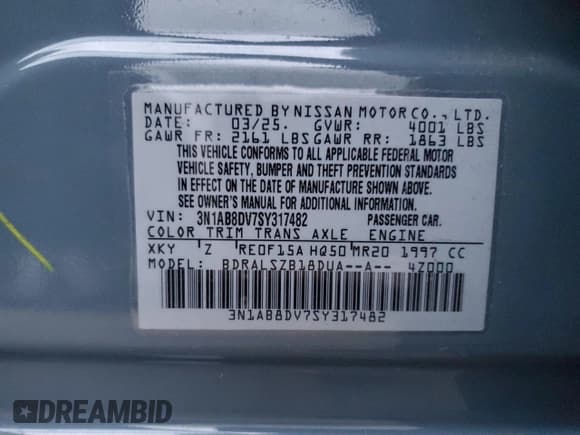 MANUFACTURED BY NISSAN MOTOR CO., LTD.
DATE: 03/25. GVWR: 4001 LBS
GAWR FR: 2161 LBS GAWR RR: 1863 LBS
THIS VEHICLE CONFORMS TO ALL APPLICABLE FEDERAL MOTOR
VEHICLE SAFETY, BUMPER AND THEFT PREVENTION STANDARDS
IN EFFECT ON THE DATE OF MANUFACTURE SHOWN ABOVE.
SEE OWNER'S MANUAL FOR ADDITIONAL INFORMATION.
VIN: 3N1AB8DV7SY317482 PASSENGER CAR.
COLOR TRIM TRANS AXLE ENGINE
XKY Z RE0F15A HQ50 MR20 1997 CC
MODEL: BDRALSZB18DUA--A-- 4Z000
3N1AB8DV7SY317482
DREAMBID